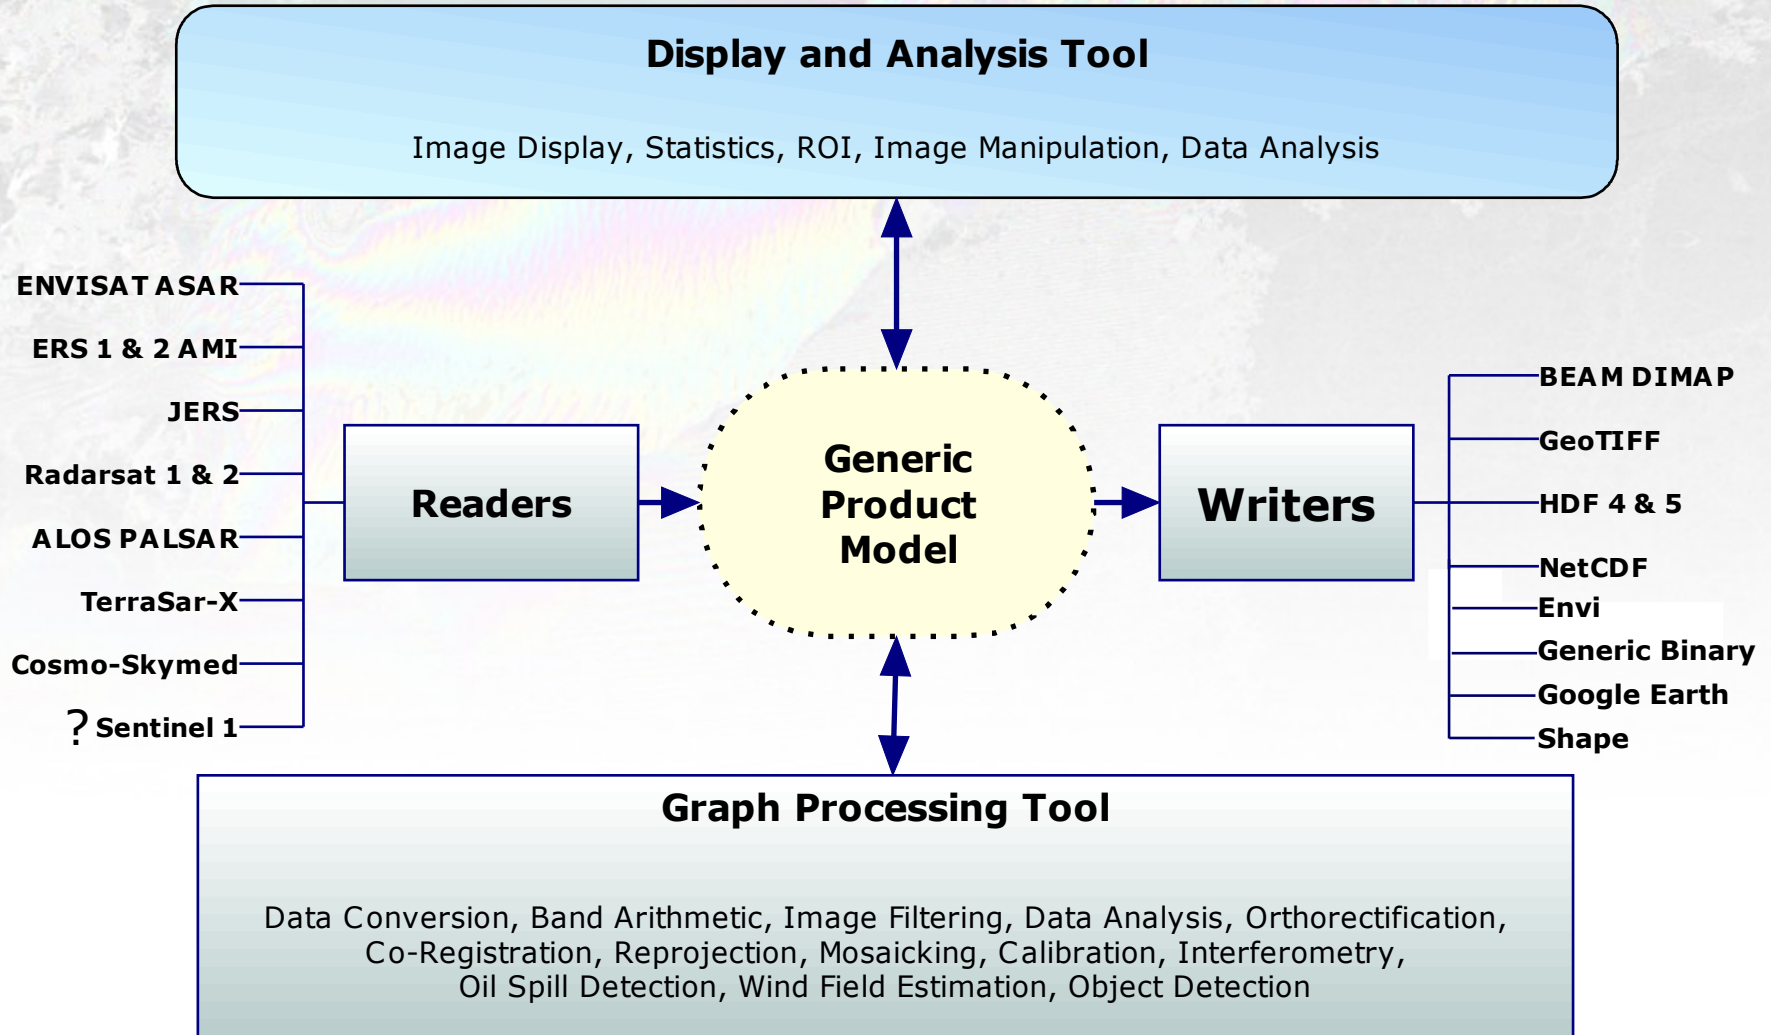 Display and Analysis Tool
Image Display, Statistics, ROI, Image Manipulation, Data Analysis
ENVISAT ASAR
ERS 1 & 2 AMI
JERS
Radarsat 1 & 2
ALOS PALSAR
TerraSar-X
Cosmo-Skymed
? Sentinel 1
Readers
Generic
Product
Model
Writers
BEAM DIMAP
GeoTIFF
HDF 4 & 5
NetCDF
Envi
Generic Binary
Google Earth
Shape
Graph Processing Tool
Data Conversion, Band Arithmetic, Image Filtering, Data Analysis, Orthorectification,
Co-Registration, Reprojection, Mosaicking, Calibration, Interferometry,
Oil Spill Detection, Wind Field Estimation, Object Detection